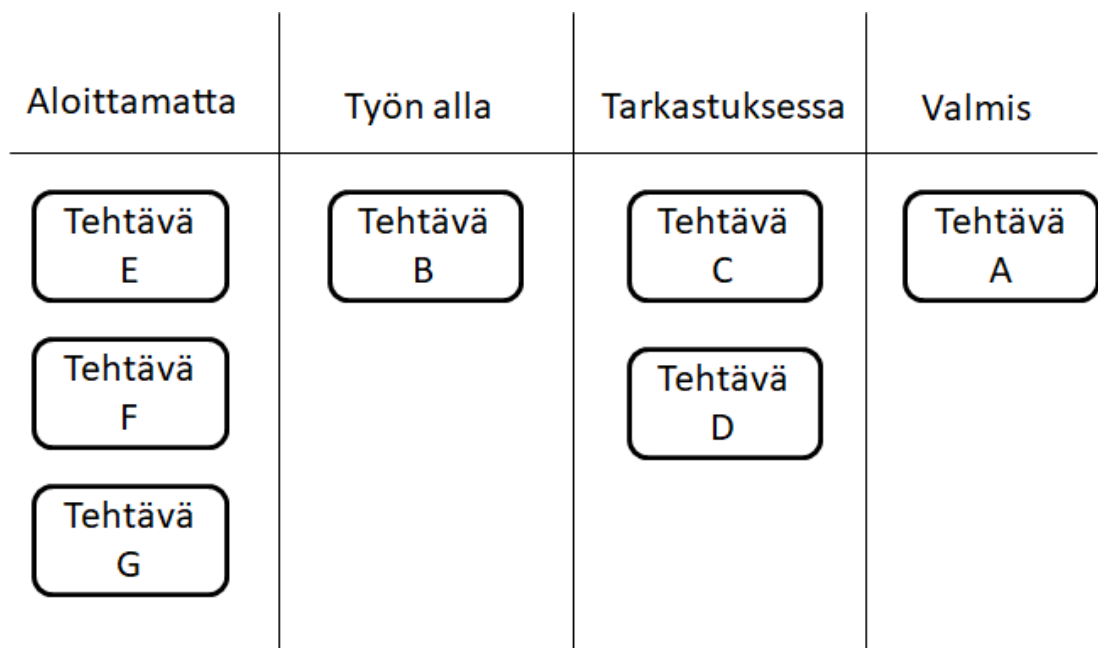 Aloittamatta
Työn alla
Tarkastuksessa
Valmis
Tehtävä
E
Tehtävä
B
Tehtävä
C
Tehtävä
A
Tehtävä
F
Tehtävä
D
Tehtävä
G